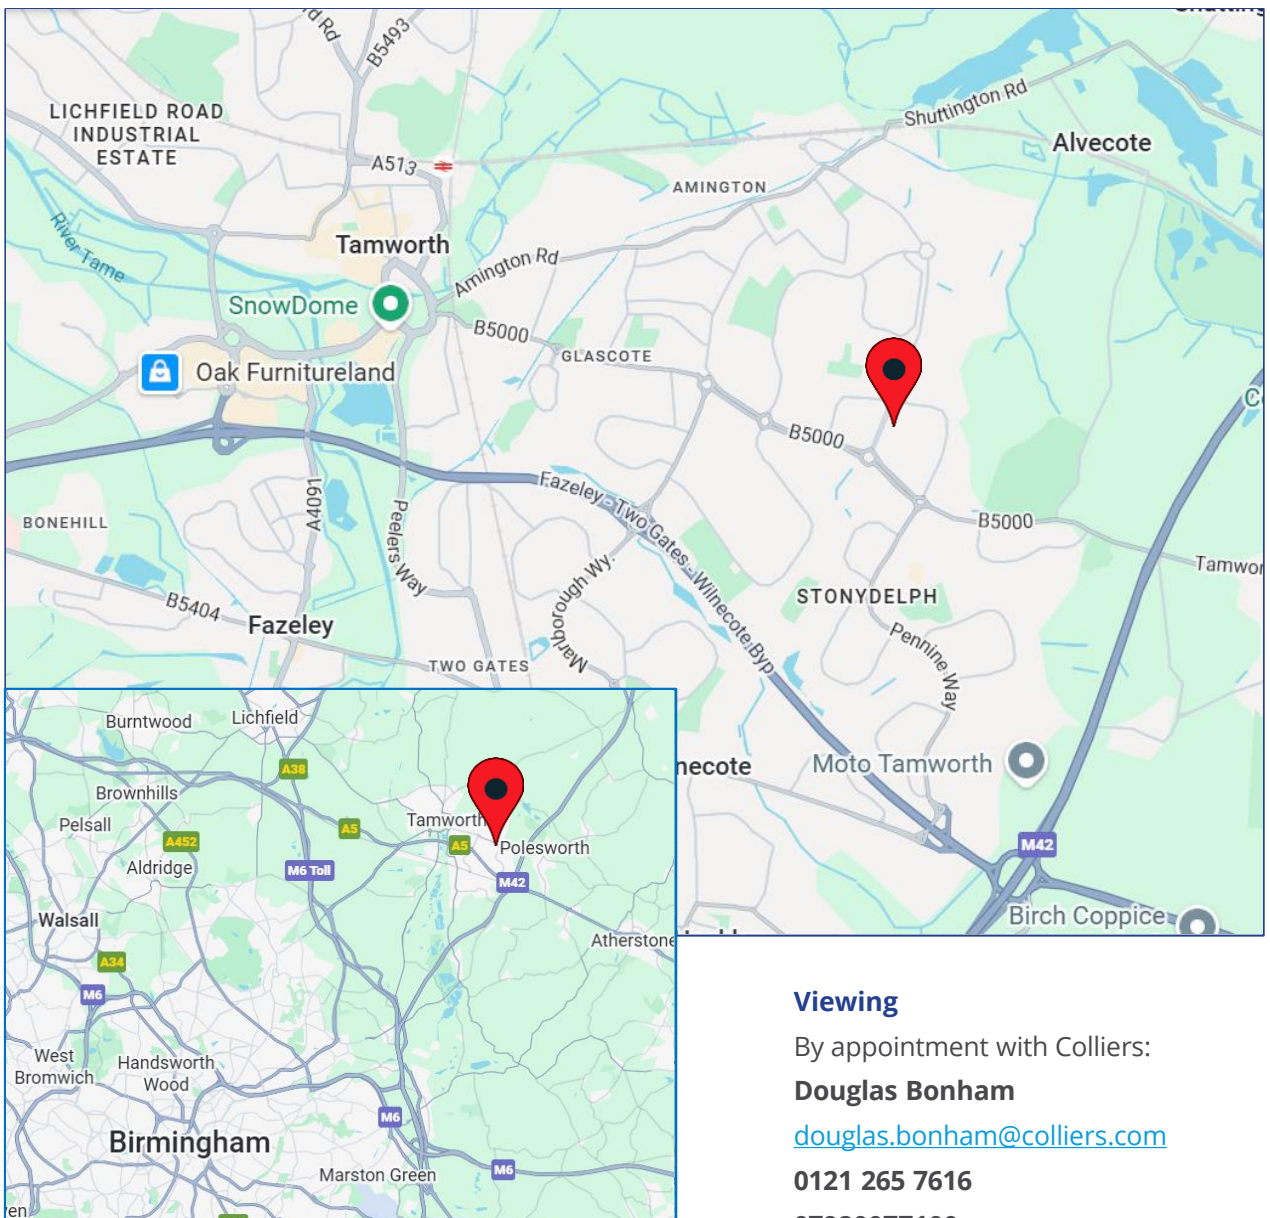 B5493
LICHFIELD ROAD
INDUSTRIAL
ESTATE
A513
Shuttington Rd
Alvecote
AMINGTON
River Tame
Tamworth
Amington Rd
SnowDome
B5000
GLASCOTE
Oak Furnitureland
B5000
Fazeley - Two Gates - Wilnecote Byp
A4091
Peelers Way
BONEHILL
B5000
Marlborough Wy.
STONYDELPH
B5404
Fazeley
Pennine Way
TWO GATES
necote
Moto Tamworth
M42
Birch Coppice
Burntwood
Lichfield
A38
Brownhills
Pelsall
A5
Tamworth
A5
Polesworth
A452
Aldridge
M6 Toll
M42
Walsall
Atherstone
A34
M6
West
Bromwich
Handsworth
Wood
M6
Birmingham
Marston Green
M6
Viewing
By appointment with Colliers:
Douglas Bonham
douglas.bonham@colliers.com
0121 265 7616